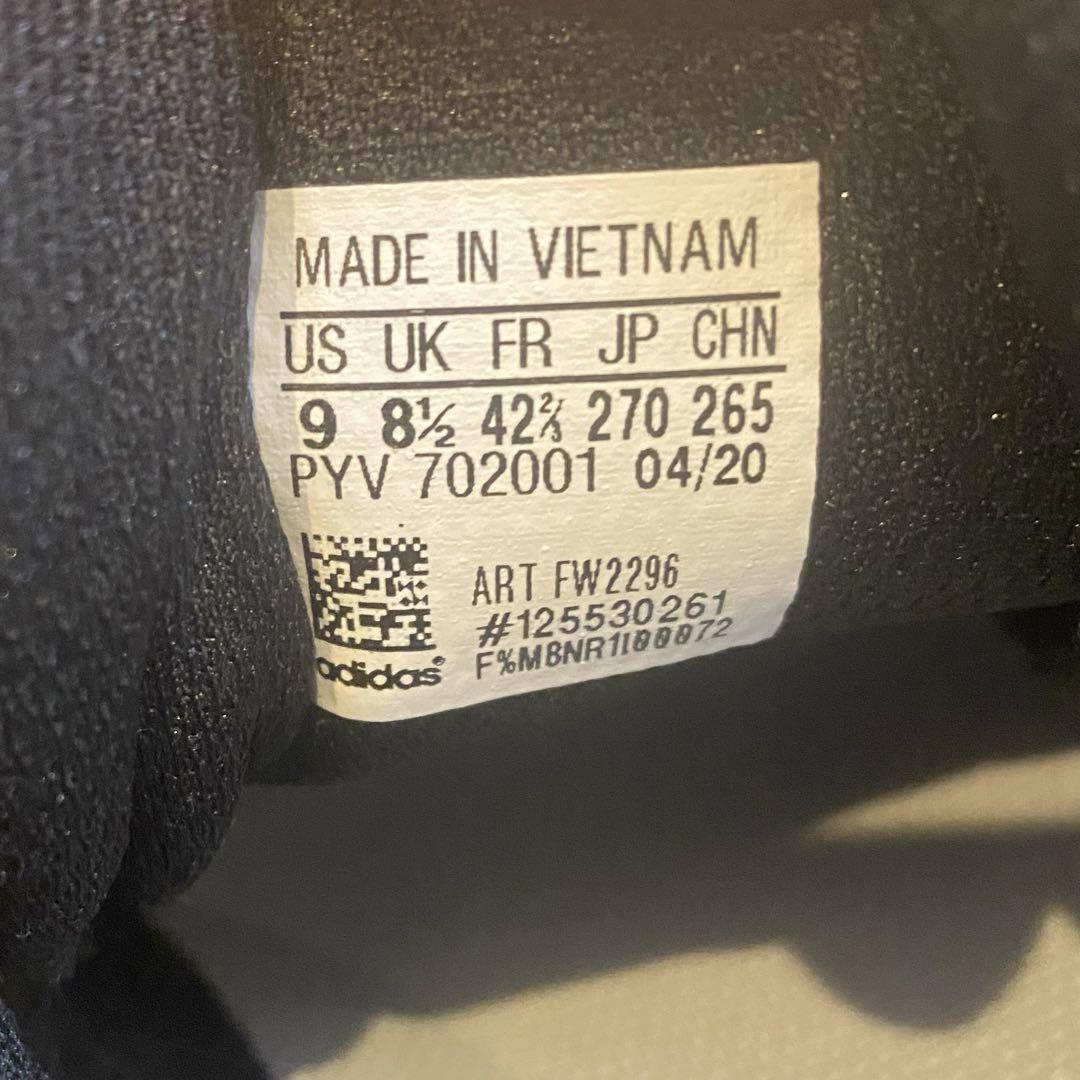 MADE IN VIETNAM
US UK FR JP CHN
9 8½ 42⅔ 270 265
PYV 702001 04/20
ART FW2296
#125530261
adidas®